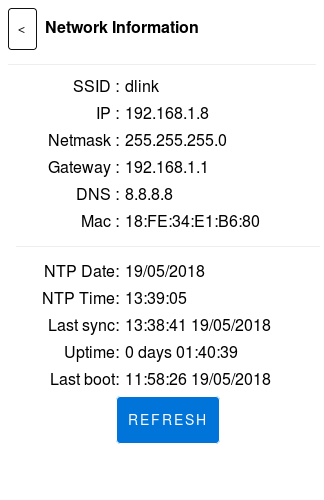 < Network Information
SSID : dlink
IP : 192.168.1.8
Netmask : 255.255.255.0
Gateway : 192.168.1.1
DNS : 8.8.8.8
Mac : 18:FE:34:E1:B6:80
NTP Date: 19/05/2018
NTP Time: 13:39:05
Last sync: 13:38:41 19/05/2018
Uptime: 0 days 01:40:39
Last boot: 11:58:26 19/05/2018
REFRESH